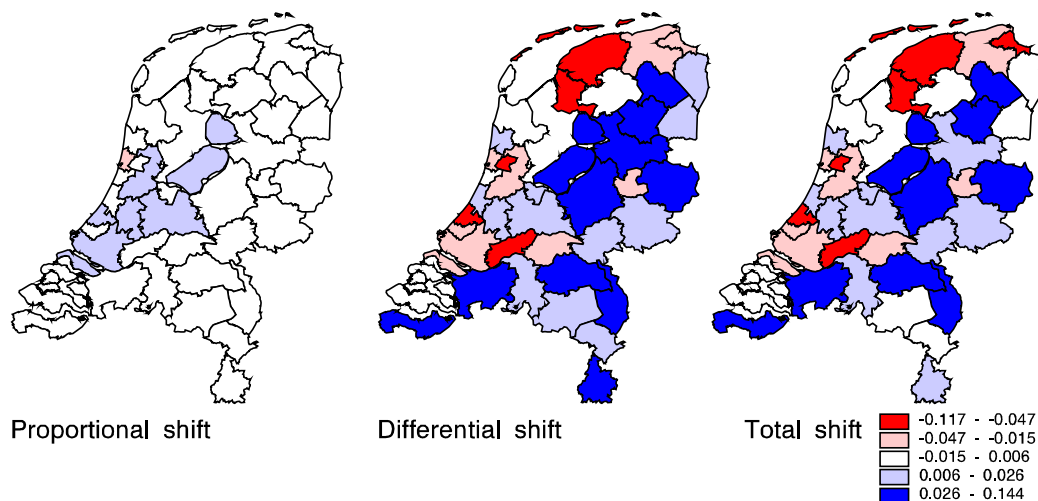 Proportional shift
Differential shift
Total shift
-0.117 - -0.047
-0.047 - -0.015
-0.015 - 0.006
0.006 - 0.026
0.026 - 0.144